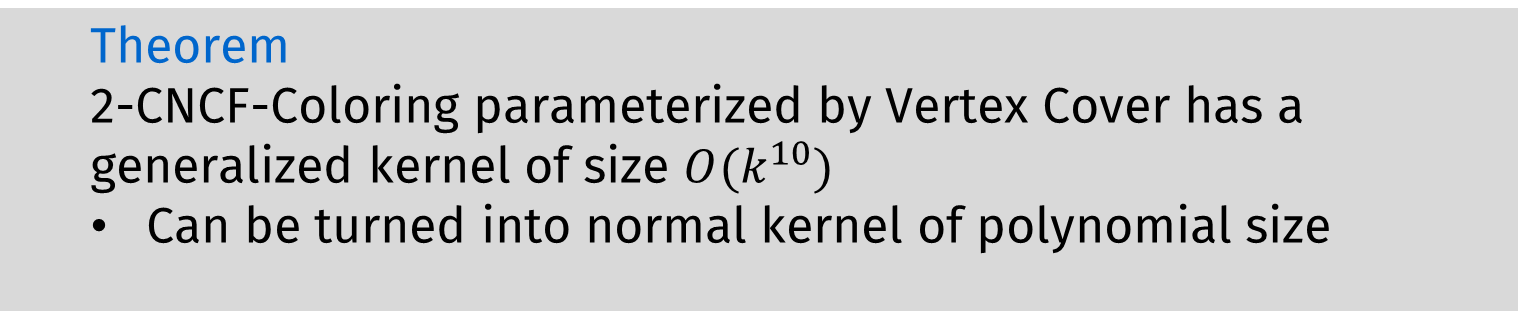 Theorem
2-CNCF-Coloring parameterized by Vertex Cover has a
generalized kernel of size 𝑂(𝑘¹⁰)
• Can be turned into normal kernel of polynomial size